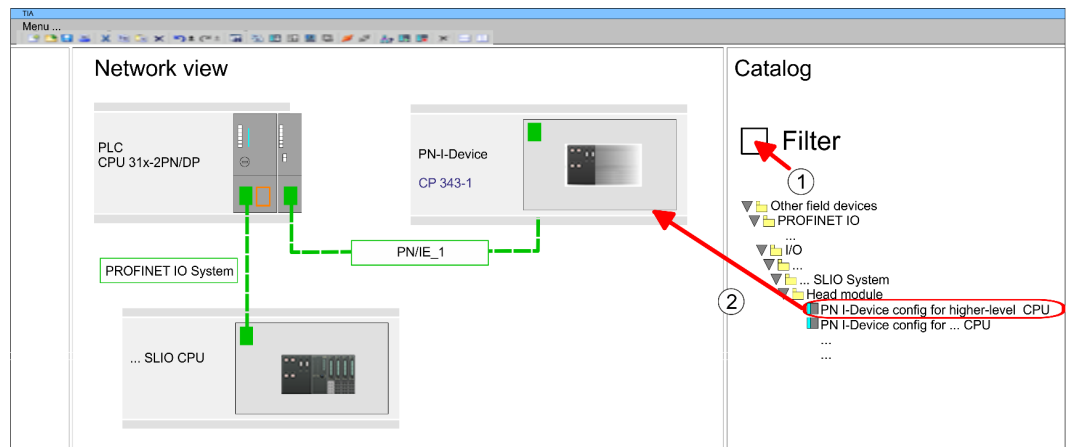 TIA
Menu ...
Network view
PLC
CPU 31x-2PN/DP
PN-I-Device
CP 343-1
PN/IE_1
PROFINET IO System
... SLIO CPU
Catalog
Filter
1
Other field devices
PROFINET IO
...
I/O
...
... SLIO System
Head module
2
PN I-Device config for higher-level CPU
PN I-Device config for ... CPU
...
...